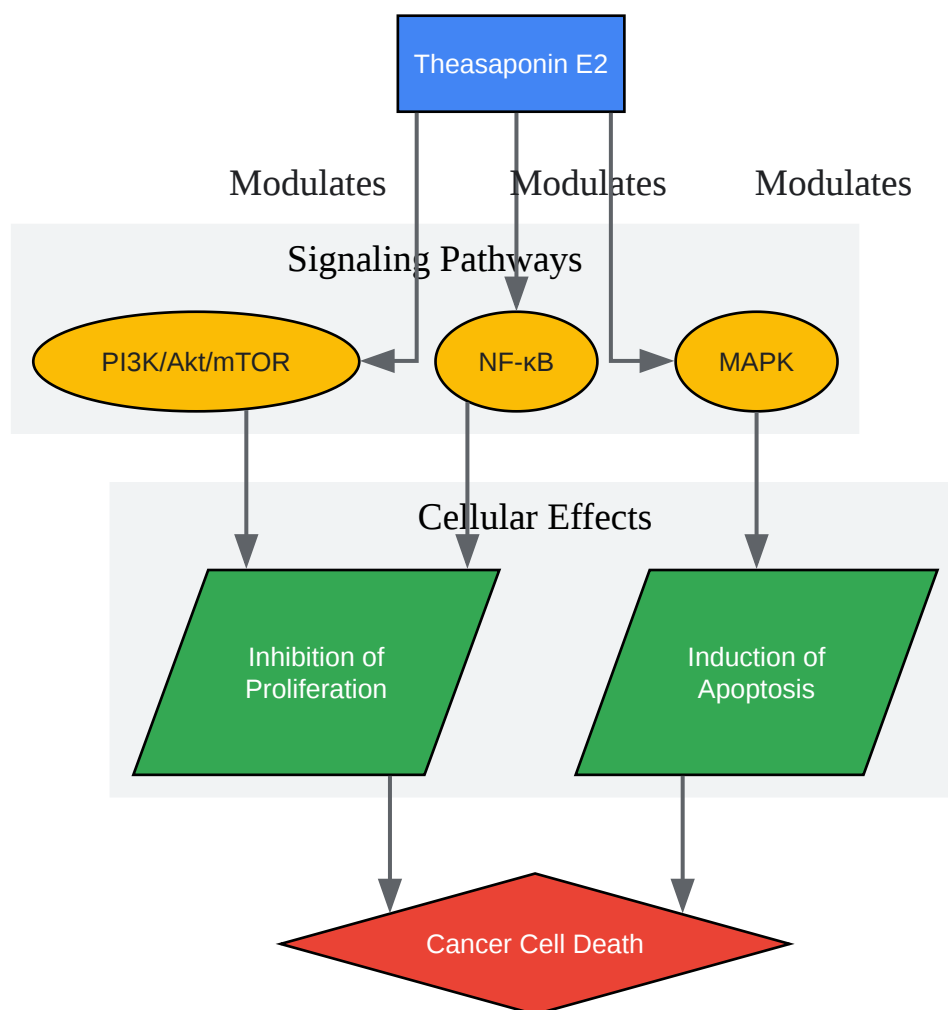 Theasaponin E2
Modulates
Modulates
Modulates
Signaling Pathways
PI3K/Akt/mTOR
NF-κB
MAPK
Cellular Effects
Inhibition of
Proliferation
Induction of
Apoptosis
Cancer Cell Death